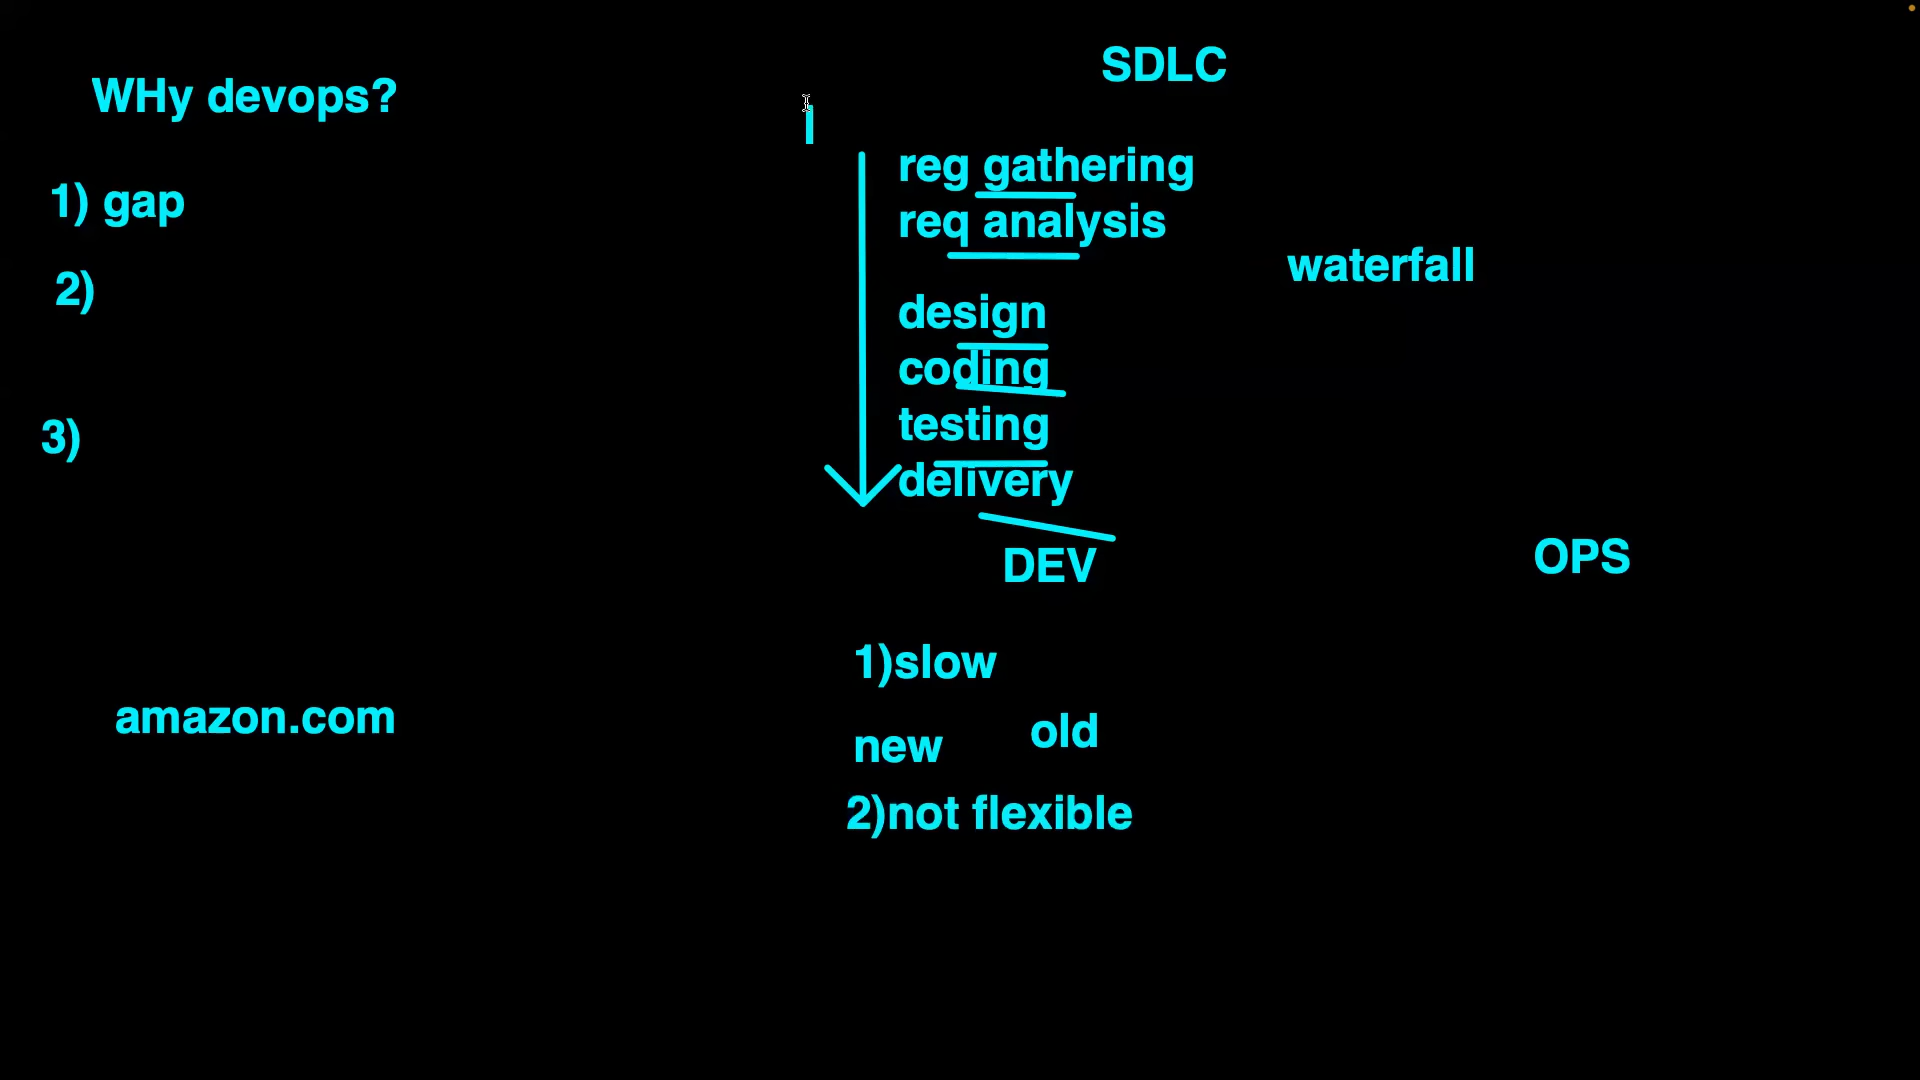 WHy devops?
1) gap
2)
3)
amazon.com
SDLC
reg gathering
req analysis
waterfall
design
coding
testing
delivery
DEV
OPS
1)slow
new
old
2)not flexible